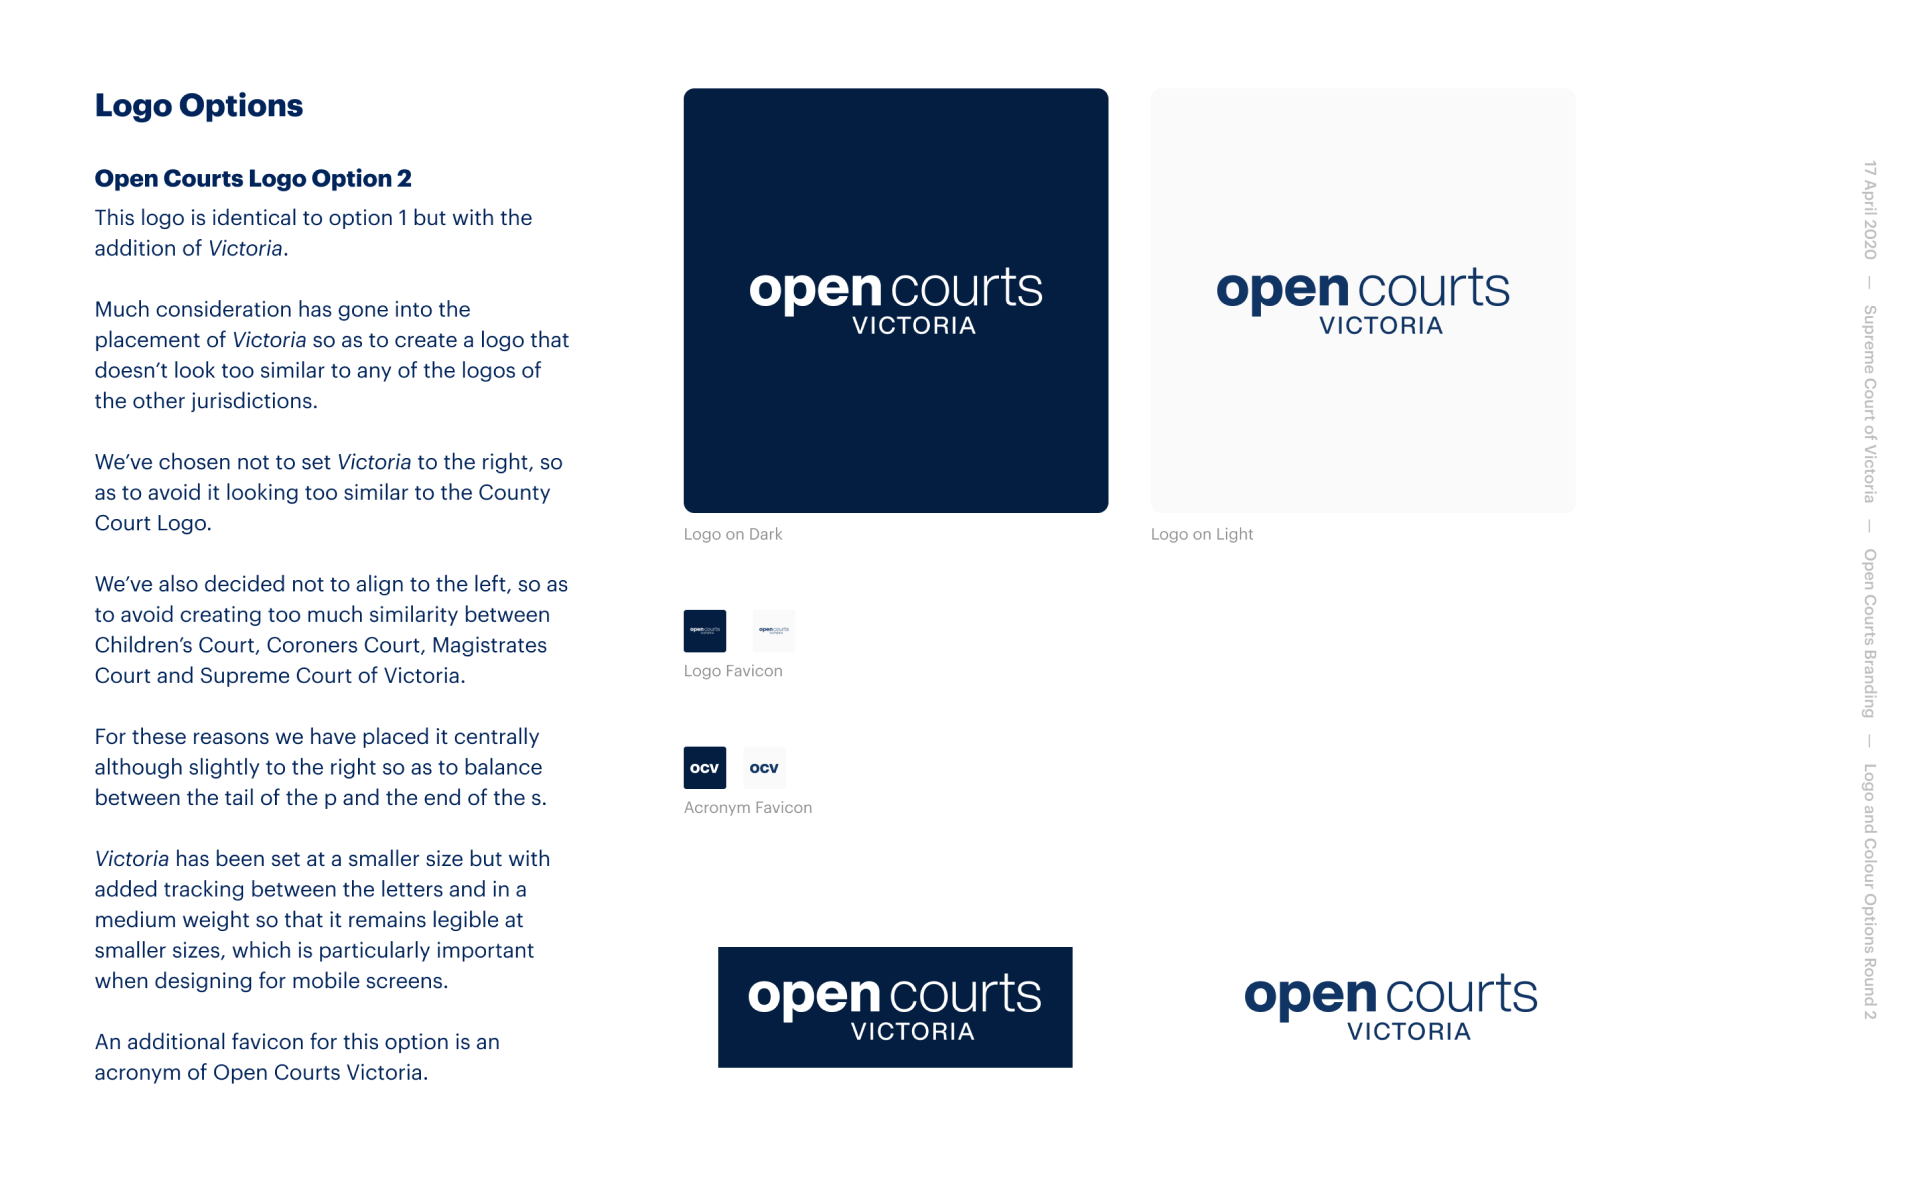 Logo Options
Open Courts Logo Option 2
This logo is identical to option 1 but with the
addition of Victoria.
Much consideration has gone into the
placement of Victoria so as to create a logo that
doesn’t look too similar to any of the logos of
the other jurisdictions.
We’ve chosen not to set Victoria to the right, so
as to avoid it looking too similar to the County
Court Logo.
We’ve also decided not to align to the left, so as
to avoid creating too much similarity between
Children’s Court, Coroners Court, Magistrates
Court and Supreme Court of Victoria.
For these reasons we have placed it centrally
although slightly to the right so as to balance
between the tail of the p and the end of the s.
Victoria has been set at a smaller size but with
added tracking between the letters and in a
medium weight so that it remains legible at
smaller sizes, which is particularly important
when designing for mobile screens.
An additional favicon for this option is an
acronym of Open Courts Victoria.
open courts
VICTORIA
Logo on Dark
open courts
VICTORIA
Logo on Light
open courts
VICTORIA
open courts
VICTORIA
Logo Favicon
ocv
ocv
Acronym Favicon
open courts
VICTORIA
open courts
VICTORIA
17 April 2020 — Supreme Court of Victoria — Open Courts Branding — Logo and Colour Options Round 2